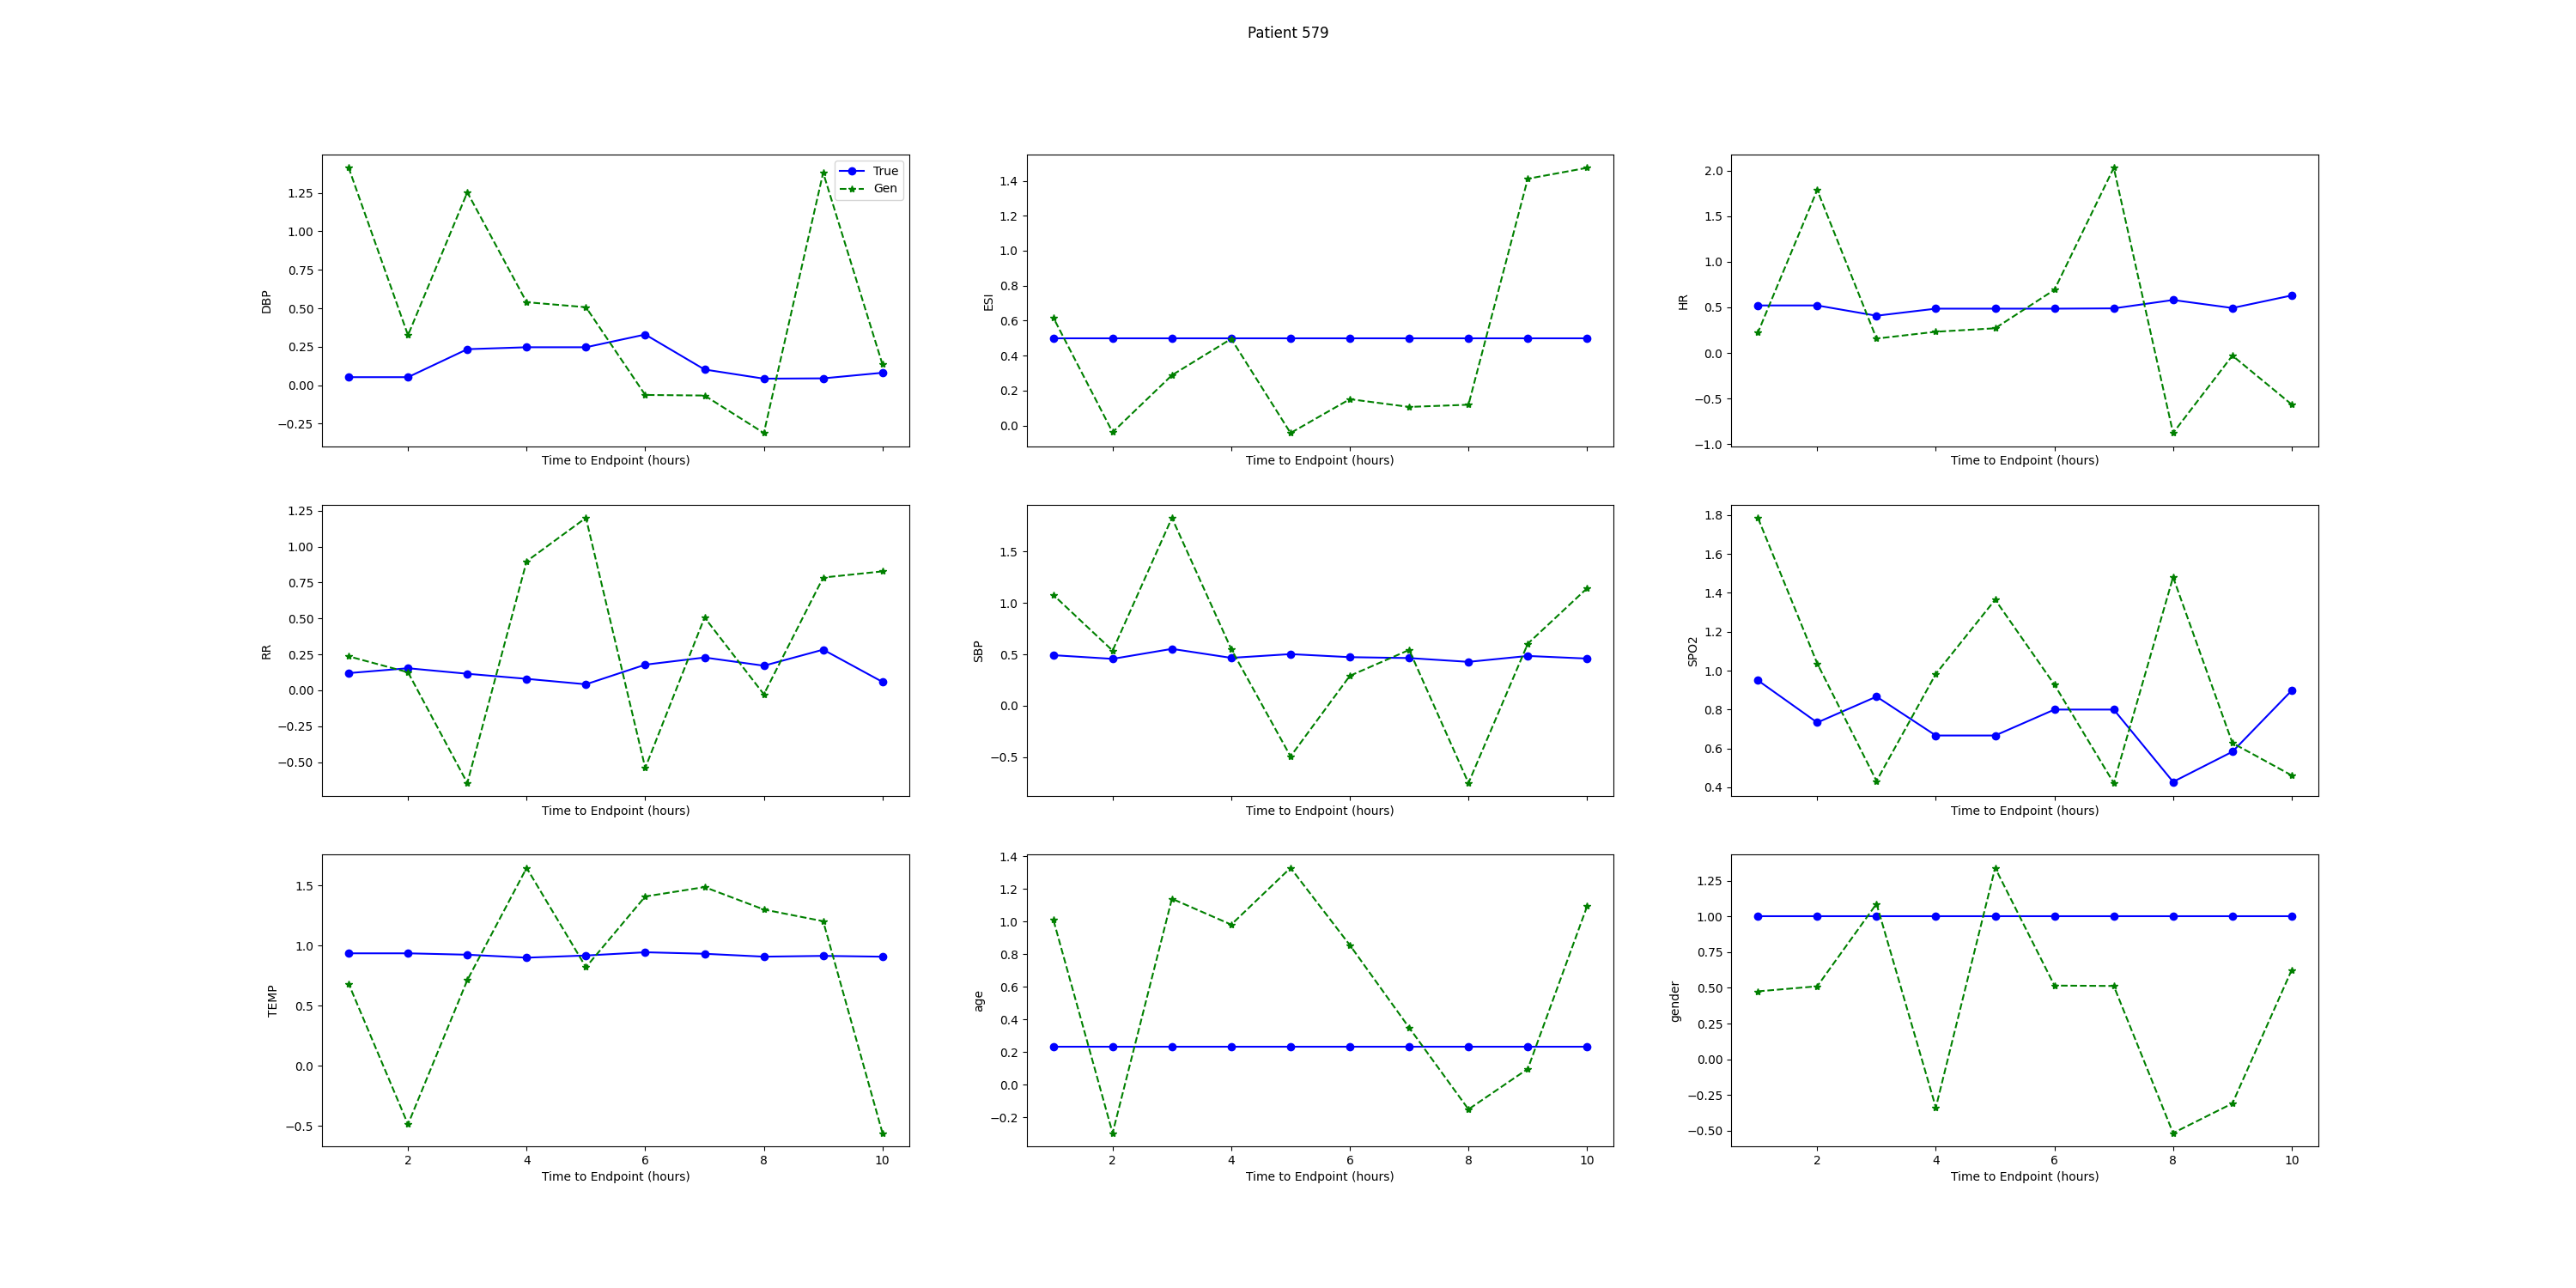 Patient 579
True
Gen
1.25
1.00
0.75
0.50
0.25
0.00
−0.25
DBP
Time to Endpoint (hours)
1.4
1.2
1.0
0.8
0.6
0.4
0.2
0.0
ESI
Time to Endpoint (hours)
2.0
1.5
1.0
0.5
0.0
−0.5
−1.0
HR
Time to Endpoint (hours)
1.25
1.00
0.75
0.50
0.25
0.00
−0.25
−0.50
RR
Time to Endpoint (hours)
1.5
1.0
0.5
0.0
−0.5
SBP
Time to Endpoint (hours)
1.8
1.6
1.4
1.2
1.0
0.8
0.6
0.4
SPO2
Time to Endpoint (hours)
1.5
1.0
0.5
0.0
−0.5
TEMP
2 4 6 8 10
Time to Endpoint (hours)
1.4
1.2
1.0
0.8
0.6
0.4
0.2
0.0
−0.2
age
2 4 6 8 10
Time to Endpoint (hours)
1.25
1.00
0.75
0.50
0.25
0.00
−0.25
−0.50
gender
2 4 6 8 10
Time to Endpoint (hours)